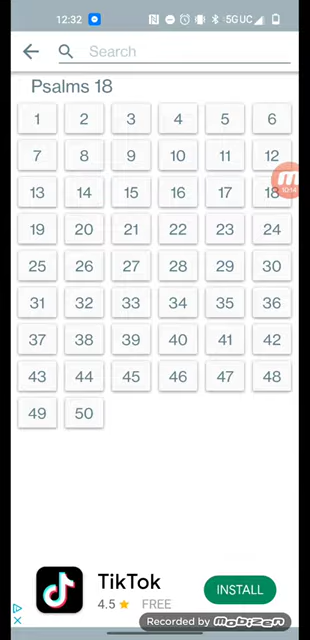 12:32 5GUC
Search
Psalms 18
1 2 3 4 5 6
7 8 9 10 11 12
13 14 15 16 17 18
10:14
19 20 21 22 23 24
25 26 27 28 29 30
31 32 33 34 35 36
37 38 39 40 41 42
43 44 45 46 47 48
49 50
TikTok
4.5 FREE
INSTALL
Recorded by Mobizen